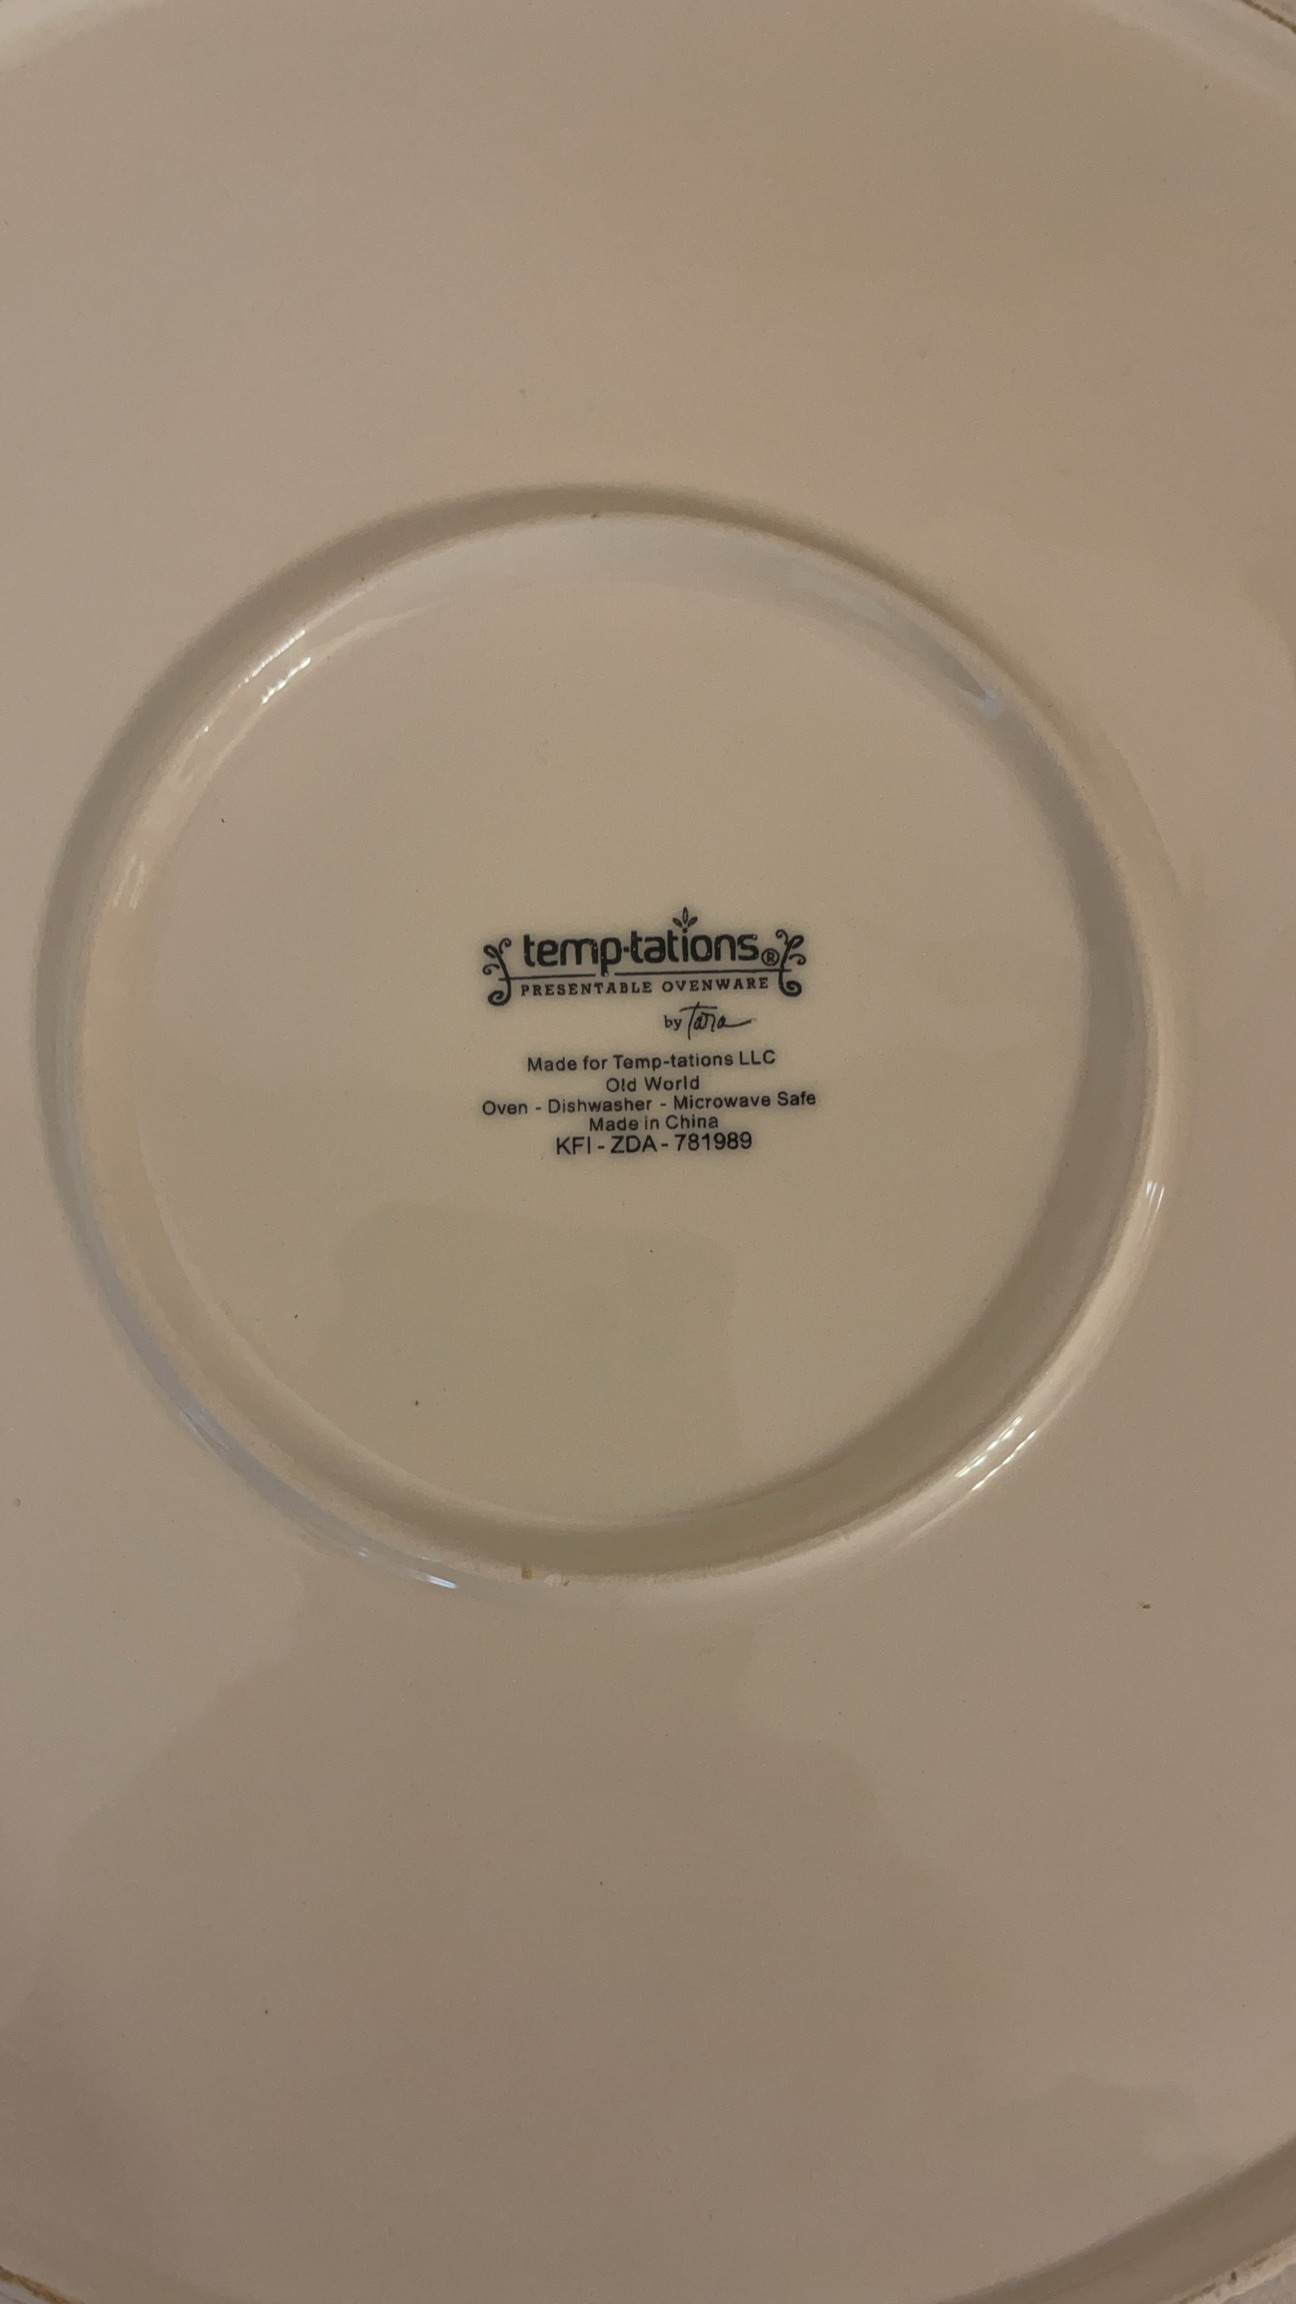 temp-tations®
PRESENTABLE OVENWARE
by Tara
Made for Temp-tations LLC
Old World
Oven - Dishwasher - Microwave Safe
Made in China
KFI - ZDA - 781989